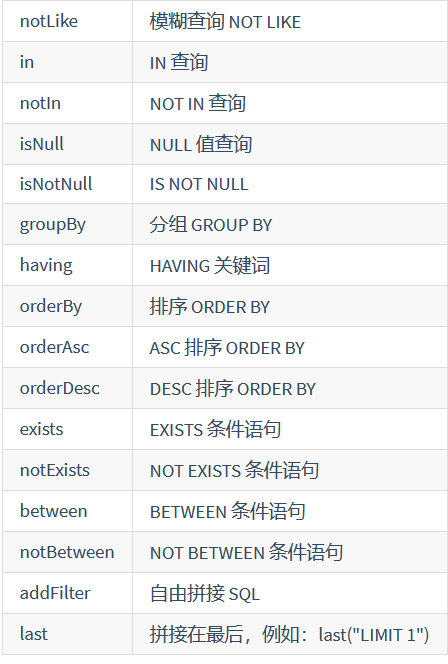 notLike 模糊查询 NOT LIKE
in IN 查询
notIn NOT IN 查询
isNull NULL 值查询
isNotNull IS NOT NULL
groupBy 分组 GROUP BY
having HAVING 关键词
orderBy 排序 ORDER BY
orderAsc ASC 排序 ORDER BY
orderDesc DESC 排序 ORDER BY
exists EXISTS 条件语句
notExists NOT EXISTS 条件语句
between BETWEEN 条件语句
notBetween NOT BETWEEN 条件语句
addFilter 自由拼接 SQL
last 拼接在最后，例如：last("LIMIT 1")